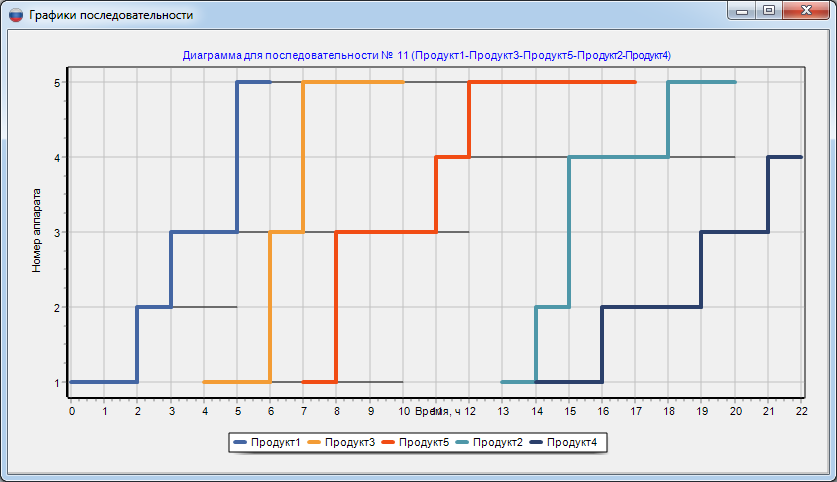 Графики последовательности
Диаграмма для последовательности № 11 (Продукт1-Продукт3-Продукт5-Продукт2-Продукт4)
Номер аппарата
5
4
3
2
1
0 1 2 3 4 5 6 7 8 9 10 11 12 13 14 15 16 17 18 19 20 21 22
Время, ч
Продукт1 Продукт3 Продукт5 Продукт2 Продукт4